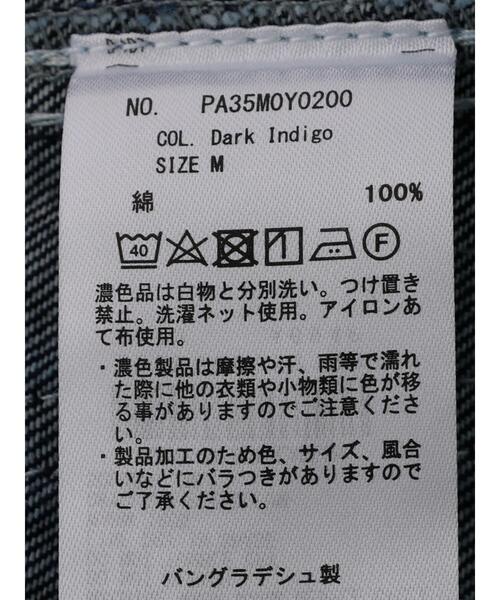 NO. PA35M0Y0200
COL. Dark Indigo
SIZE M
綿 100%
40 F
濃色品は白物と分別洗い。つけ置き
禁止。洗濯ネット使用。アイロンあ
て布使用。
・濃色製品は摩擦や汗、雨等で濡れ
た際に他の衣類や小物類に色が移
る事がありますのでご注意くださ
い。
・製品加工のため色、サイズ、風合
いなどにバラつきがありますので
ご了承ください。
バングラデシュ製